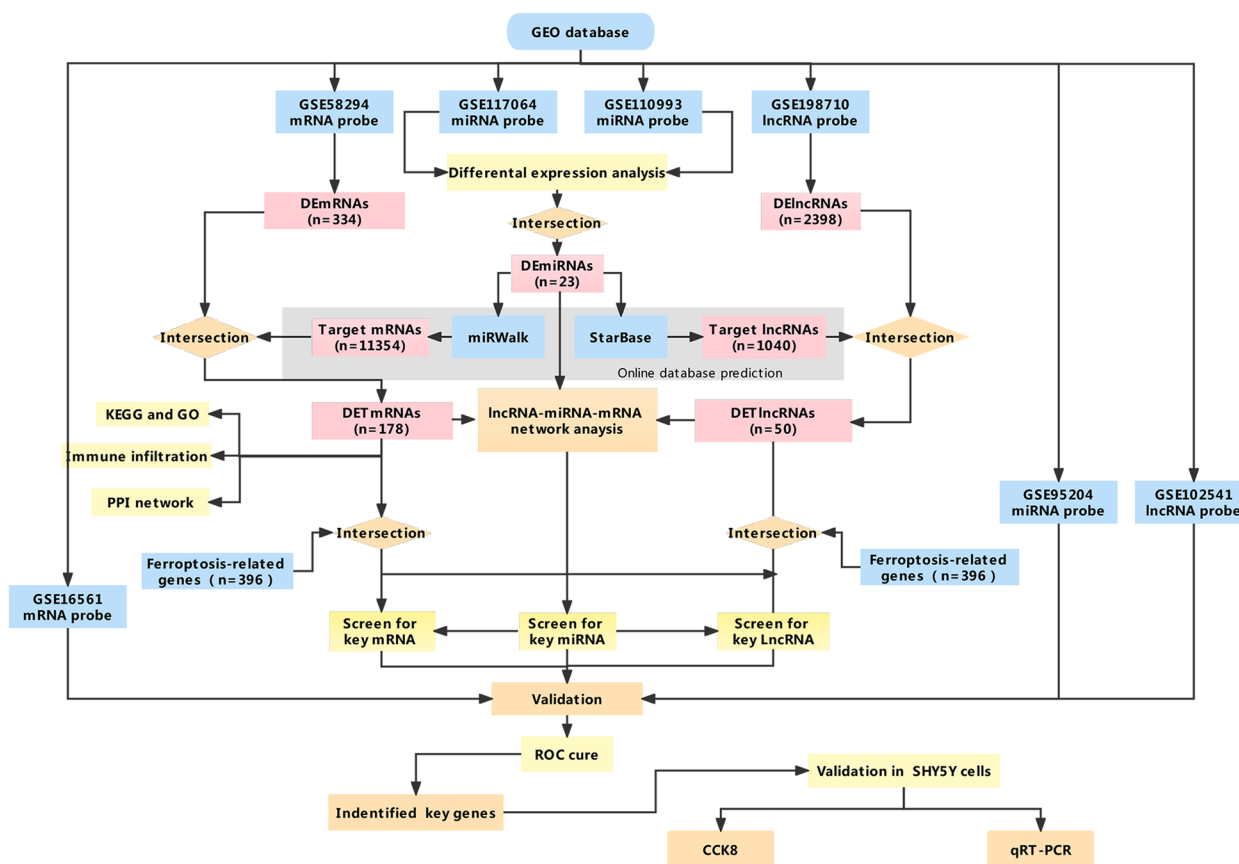 GEO database
GSE58294
mRNA probe
GSE117064
miRNA probe
GSE110993
miRNA probe
GSE198710
lncRNA probe
Differental expression analysis
DEmRNAs
(n=334)
Intersection
DElncRNAs
(n=2398)
DEmiRNAs
(n=23)
Intersection
Target mRNAs
(n=11354)
miRWalk
StarBase
Target lncRNAs
(n=1040)
Intersection
Online database prediction
KEGG and GO
DETmRNAs
(n=178)
lncRNA-miRNA-mRNA
network anaysis
DETlncRNAs
(n=50)
Immune infiltration
PPI network
GSE95204
miRNA probe
GSE102541
lncRNA probe
Intersection
Intersection
Ferroptosis-related
genes ( n=396 )
Ferroptosis-related
genes ( n=396 )
GSE16561
mRNA probe
Screen for
key mRNA
Screen for
key miRNA
Screen for
key LncRNA
Validation
ROC cure
Validation in SHY5Y cells
Indentified key genes
CCK8
qRT-PCR